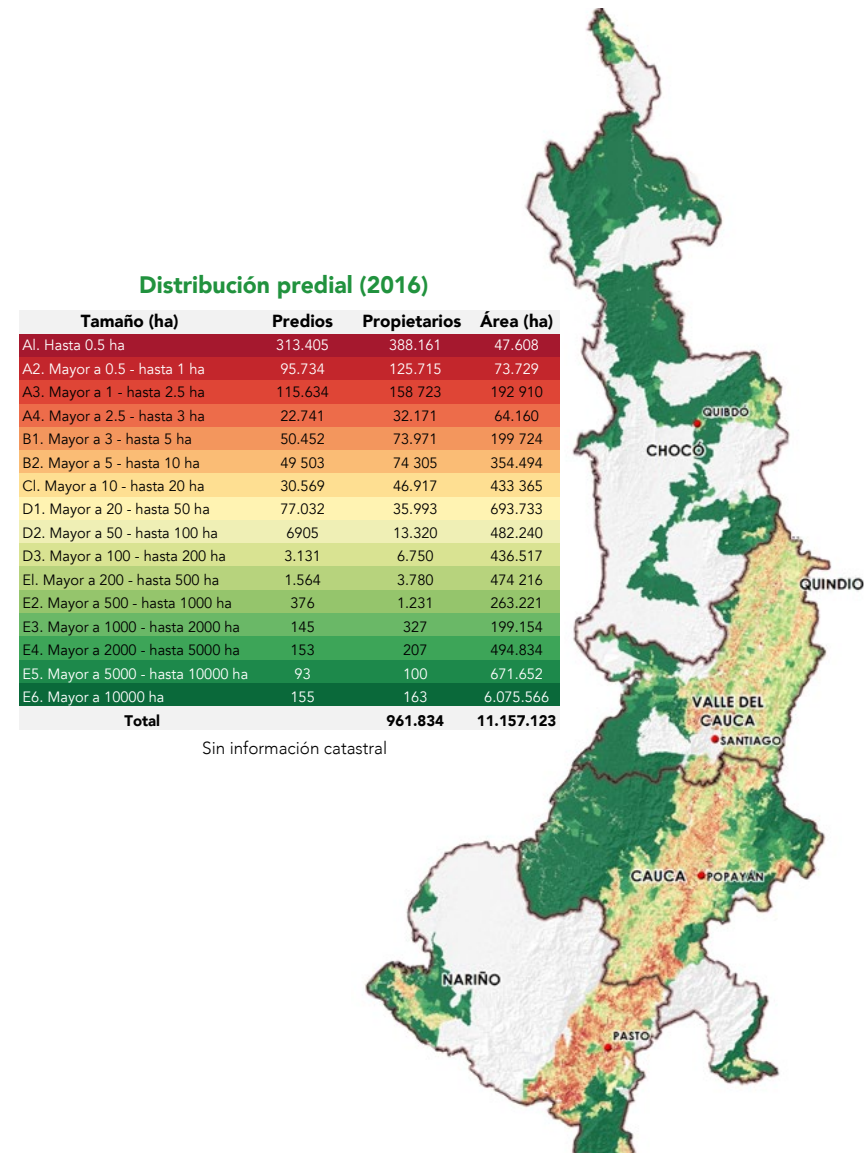 Distribución predial (2016)
Tamaño (ha) Predios Propietarios Área (ha)
Al. Hasta 0.5 ha 313.405 388.161 47.608
A2. Mayor a 0.5 - hasta 1 ha 95.734 125.715 73.729
A3. Mayor a 1 - hasta 2.5 ha 115.634 158 723 192 910
A4. Mayor a 2.5 - hasta 3 ha 22.741 32.171 64.160
B1. Mayor a 3 - hasta 5 ha 50.452 73.971 199 724
B2. Mayor a 5 - hasta 10 ha 49 503 74 305 354.494
Cl. Mayor a 10 - hasta 20 ha 30.569 46.917 433 365
D1. Mayor a 20 - hasta 50 ha 77.032 35.993 693.733
D2. Mayor a 50 - hasta 100 ha 6905 13.320 482.240
D3. Mayor a 100 - hasta 200 ha 3.131 6.750 436.517
El. Mayor a 200 - hasta 500 ha 1.564 3.780 474 216
E2. Mayor a 500 - hasta 1000 ha 376 1.231 263.221
E3. Mayor a 1000 - hasta 2000 ha 145 327 199.154
E4. Mayor a 2000 - hasta 5000 ha 153 207 494.834
E5. Mayor a 5000 - hasta 10000 ha 93 100 671.652
E6. Mayor a 10000 ha 155 163 6.075.566
Total 961.834 11.157.123
Sin información catastral
QUIBDÓ
CHOCÓ
QUINDIO
VALLE DEL
CAUCA
SANTIAGO
CAUCA
POPAYÁN
NARIÑO
PASTO